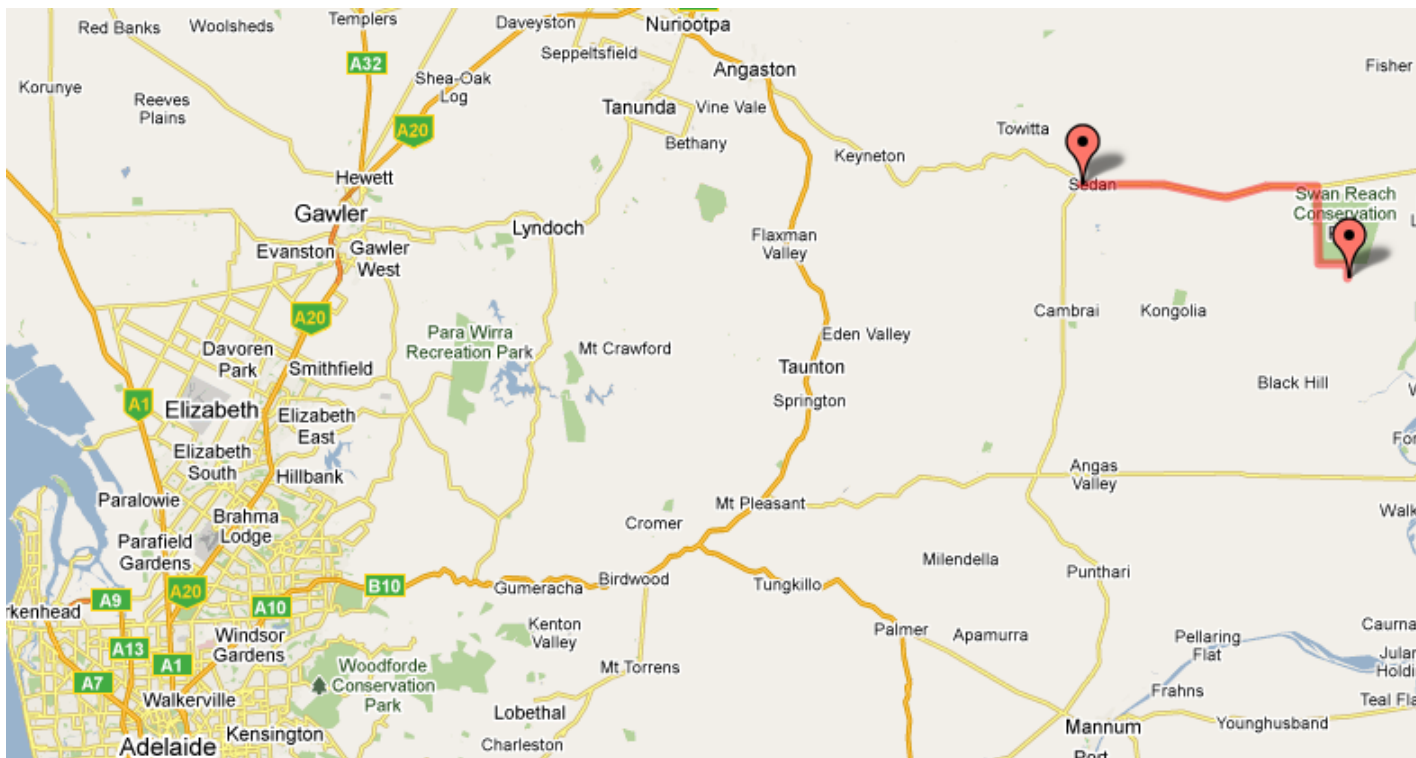 Templers
Red Banks
Woolsheds
Daveyston
Nuriootpa
Seppeltsfield
A32
Angaston
Fisher
Korunye
Shea-Oak
Log
Reeves
Plains
Tanunda
Vine Vale
A20
Towitta
Bethany
Keyneton
Hewett
Sedan
Swan Reach
Conservation
Gawler
Lyndoch
Flaxman
Valley
Evanston
Gawler
West
A20
Cambrai
Kongolia
Para Wirra
Recreation Park
Eden Valley
Davoren
Park
Mt Crawford
Smithfield
Taunton
Black Hill
A1
Elizabeth
Springton
Elizabeth
East
Elizabeth
South
Hillbank
Angas
Valley
Paralowie
Mt Pleasant
Brahma
Lodge
Cromer
Parafield
Gardens
Milendella
Punthari
A20
B10
Gumeracha
Birdwood
Tungkillo
A9
A10
rkenhead
Kenton
Valley
Palmer
Apamurra
Caurna
Windsor
Gardens
A13
A1
Pellaring
Flat
Mt Torrens
Woodforde
Conservation
Park
A7
Frahns
Teal Fla
Walkerville
Lobethal
Mannum
Younghusband
Kensington
Adelaide
Charleston